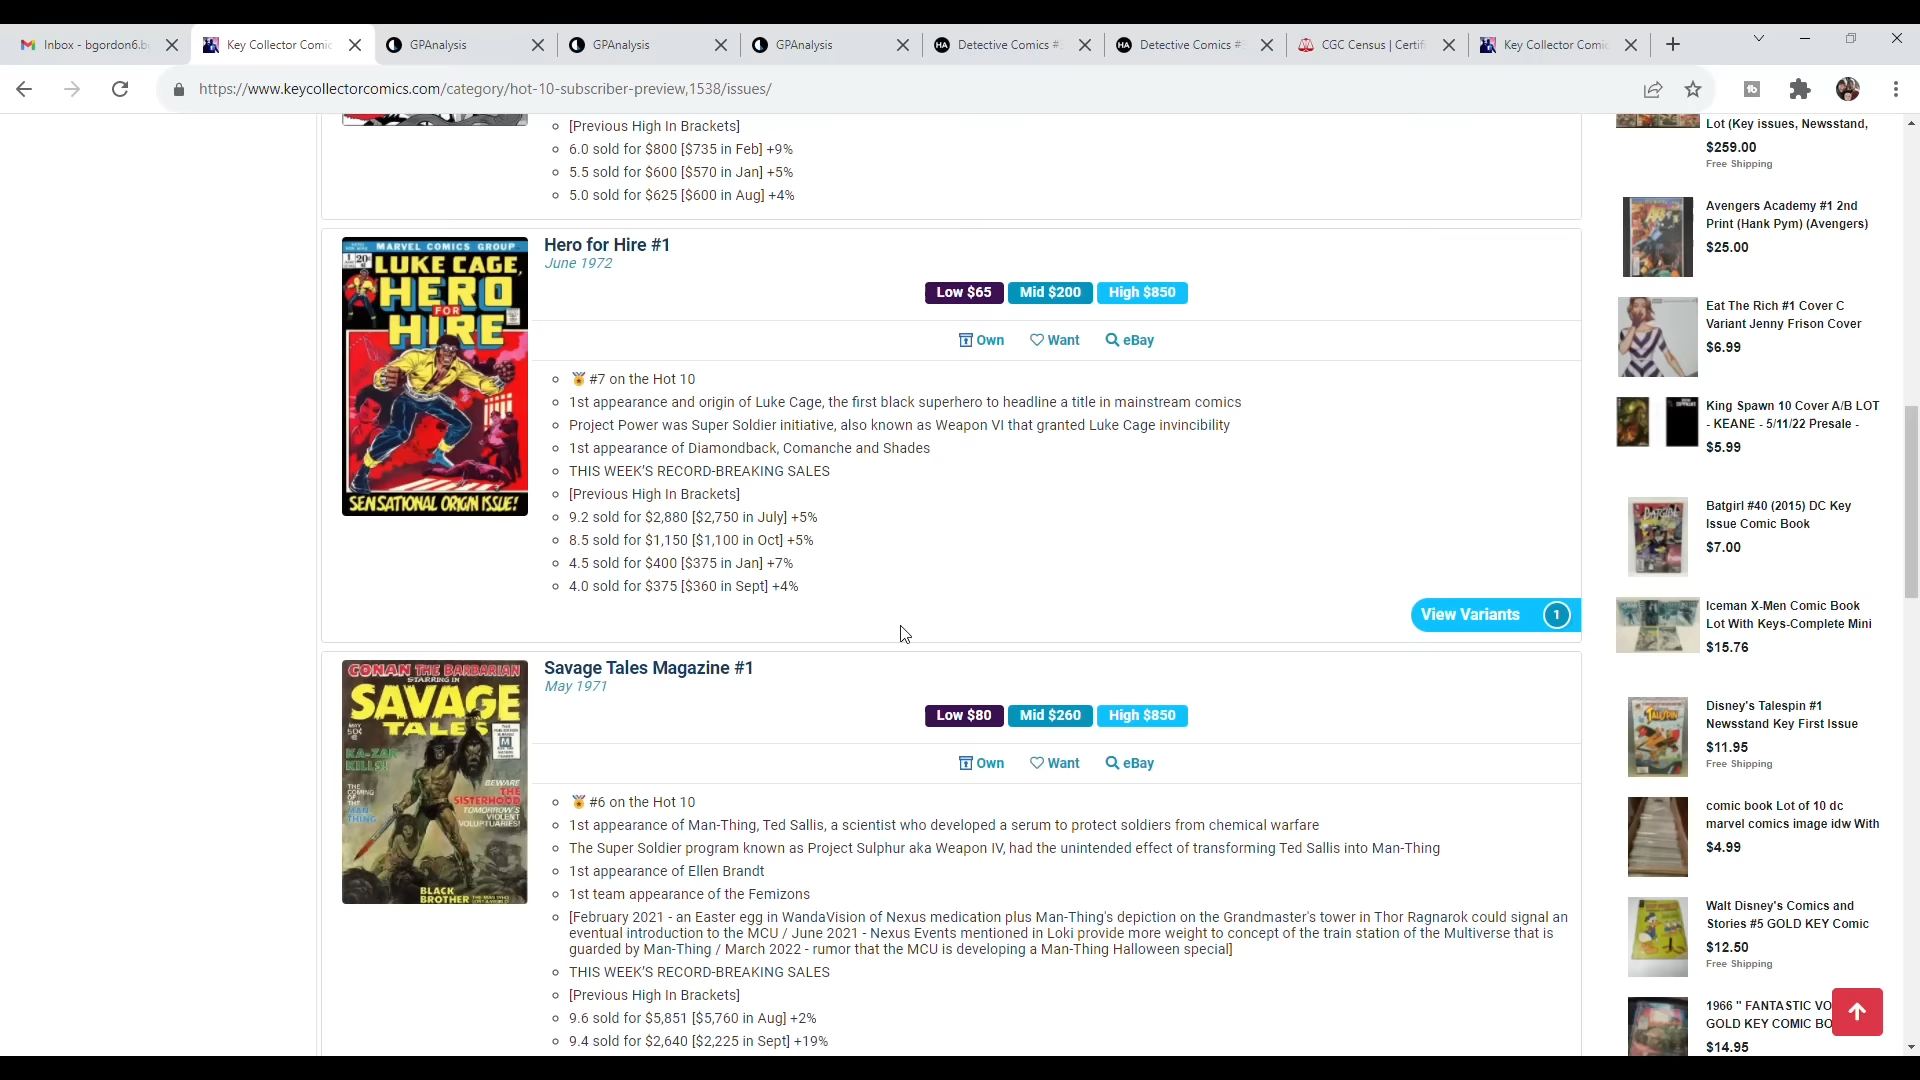 Inbox - bgordon6.b
Key Collector Comic
GPAnalysis
GPAnalysis
GPAnalysis
Detective Comics #
Detective Comics #
CGC Census | Certif
Key Collector Comic
https://www.keycollectorcomics.com/category/hot-10-subscriber-preview,1538/issues/
[Previous High In Brackets]
6.0 sold for $800 [$735 in Feb] +9%
5.5 sold for $600 [$570 in Jan] +5%
5.0 sold for $625 [$600 in Aug] +4%
MARVEL COMICS GROUP
1
20¢
LUKE CAGE,
HERO
FOR
HIRE
SENSATIONAL ORIGIN ISSUE!
Hero for Hire #1
June 1972
Low $65 Mid $200 High $850
Own Want eBay
#7 on the Hot 10
1st appearance and origin of Luke Cage, the first black superhero to headline a title in mainstream comics
Project Power was Super Soldier initiative, also known as Weapon VI that granted Luke Cage invincibility
1st appearance of Diamondback, Comanche and Shades
THIS WEEK'S RECORD-BREAKING SALES
[Previous High In Brackets]
9.2 sold for $2,880 [$2,750 in July] +5%
8.5 sold for $1,150 [$1,100 in Oct] +5%
4.5 sold for $400 [$375 in Jan] +7%
4.0 sold for $375 [$360 in Sept] +4%
View Variants 1
CONAN THE BARBARIAN
STARRING IN
SAVAGE
TALES
MAY
50¢
M
KA-ZAR
KILLS!
THE
COMING
OF THE
MAN-
THING
BEWARE
THE
SISTERHOOD
TOMORROW'S
VIOLENT
VOLUPTUARIES!
BLACK
BROTHER
Savage Tales Magazine #1
May 1971
Low $80 Mid $260 High $850
Own Want eBay
#6 on the Hot 10
1st appearance of Man-Thing, Ted Sallis, a scientist who developed a serum to protect soldiers from chemical warfare
The Super Soldier program known as Project Sulphur aka Weapon IV, had the unintended effect of transforming Ted Sallis into Man-Thing
1st appearance of Ellen Brandt
1st team appearance of the Femizons
[February 2021 - an Easter egg in WandaVision of Nexus medication plus Man-Thing's depiction on the Grandmaster's tower in Thor Ragnarok could signal an
eventual introduction to the MCU / June 2021 - Nexus Events mentioned in Loki provide more weight to concept of the train station of the Multiverse that is
guarded by Man-Thing / March 2022 - rumor that the MCU is developing a Man-Thing Halloween special]
THIS WEEK'S RECORD-BREAKING SALES
[Previous High In Brackets]
9.6 sold for $5,851 [$5,760 in Aug] +2%
9.4 sold for $2,640 [$2,225 in Sept] +19%
Lot (Key issues, Newsstand,
$259.00
Free Shipping
Avengers Academy #1 2nd
Print (Hank Pym) (Avengers)
$25.00
Eat The Rich #1 Cover C
Variant Jenny Frison Cover
$6.99
King Spawn 10 Cover A/B LOT
- KEANE - 5/11/22 Presale -
$5.99
Batgirl #40 (2015) DC Key
Issue Comic Book
$7.00
Iceman X-Men Comic Book
Lot With Keys-Complete Mini
$15.76
Disney's Talespin #1
Newsstand Key First Issue
$11.95
Free Shipping
comic book Lot of 10 dc
marvel comics image idw With
$4.99
Walt Disney's Comics and
Stories #5 GOLD KEY Comic
$12.50
Free Shipping
1966 " FANTASTIC VO
GOLD KEY COMIC BO
$14.95